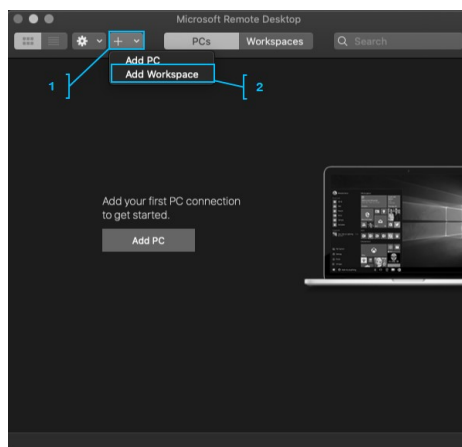 Microsoft Remote Desktop
PCs
Workspaces
Search
Add PC
Add Workspace
1
2
Add your first PC connection
to get started.
Add PC